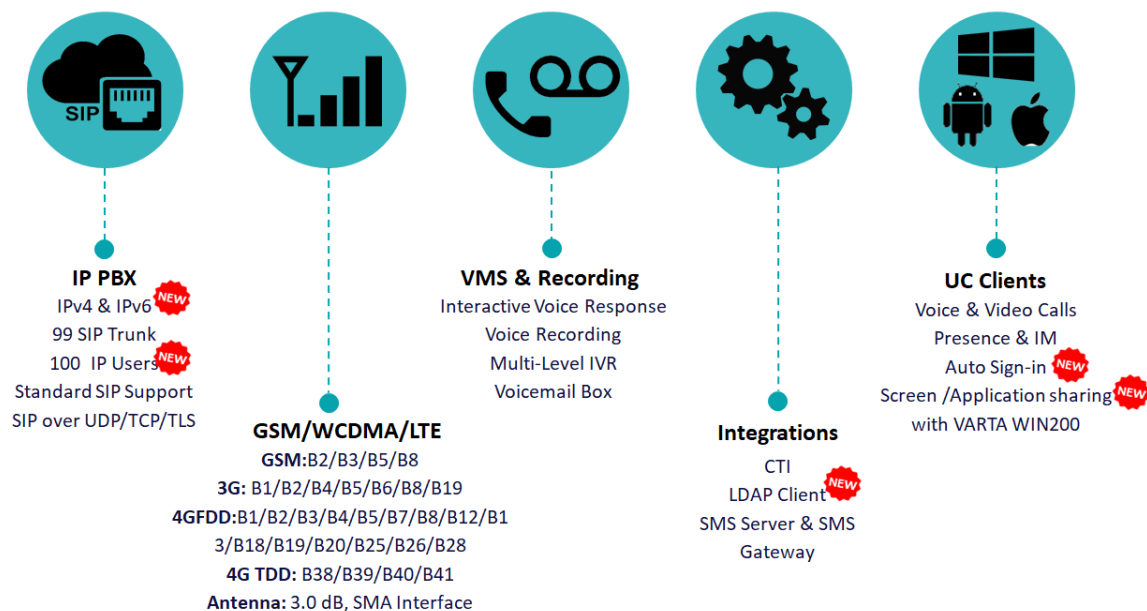 SIP
IP PBX
IPv4 & IPv6 NEW
99 SIP Trunk
100 IP Users NEW
Standard SIP Support
SIP over UDP/TCP/TLS
GSM/WCDMA/LTE
GSM:B2/B3/B5/B8
3G: B1/B2/B4/B5/B6/B8/B19
4GFDD:B1/B2/B3/B4/B5/B7/B8/B12/B1
3/B18/B19/B20/B25/B26/B28
4G TDD: B38/B39/B40/B41
Antenna: 3.0 dB, SMA Interface
VMS & Recording
Interactive Voice Response
Voice Recording
Multi-Level IVR
Voicemail Box
Integrations
CTI
LDAP Client NEW
SMS Server & SMS
Gateway
UC Clients
Voice & Video Calls
Presence & IM
Auto Sign-in NEW
Screen /Application sharing NEW
with VARTA WIN200